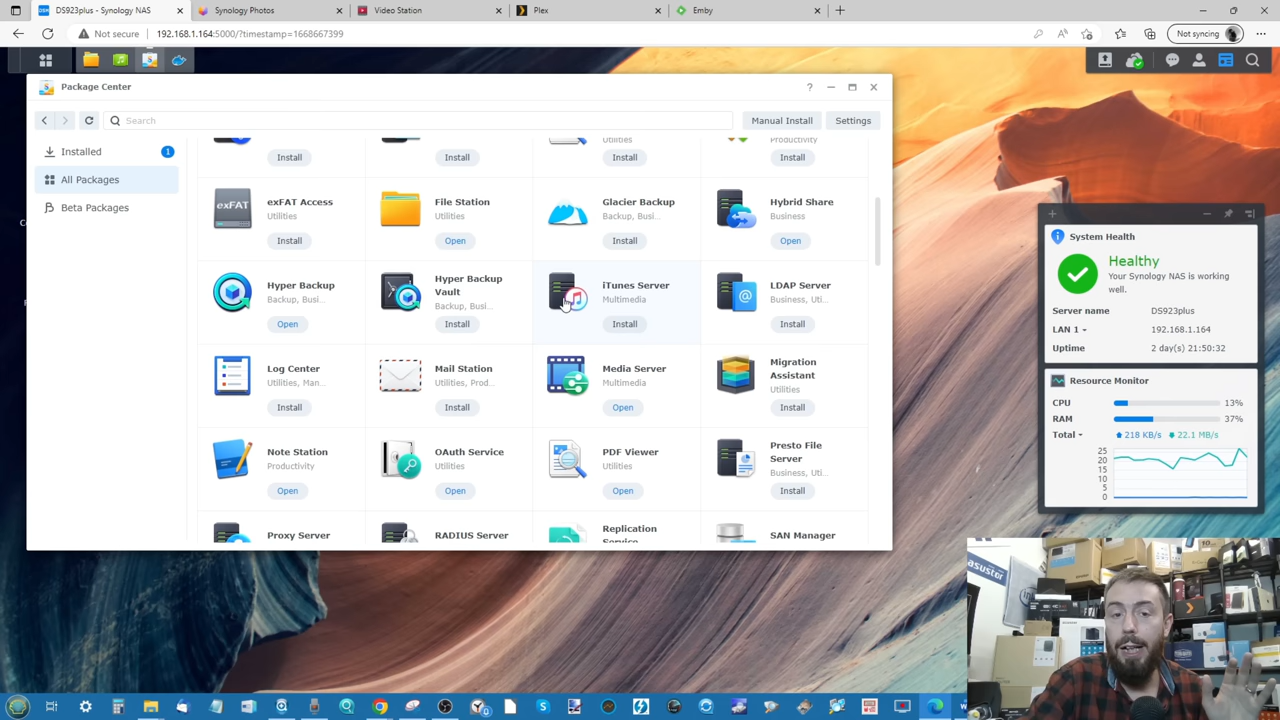 DS923plus - Synology NAS
Synology Photos
Video Station
Plex
Emby
Not secure
192.168.1.164:5000/?timestamp=1668667399
Not syncing
Package Center
Search
Manual Install
Settings
Installed
1
All Packages
Beta Packages
Utilities
Productivity
Install
Install
Install
Install
exFAT
exFAT Access
Utilities
Install
File Station
Utilities
Open
Glacier Backup
Backup, Busi...
Install
Hybrid Share
Business
Open
Hyper Backup
Backup, Busi...
Open
Hyper Backup
Vault
Backup, Busi...
Install
iTunes Server
Multimedia
Install
LDAP Server
Business, Uti...
Install
Log Center
Utilities, Man...
Install
Mail Station
Utilities, Prod...
Install
Media Server
Multimedia
Open
Migration
Assistant
Utilities
Install
Note Station
Productivity
Open
OAuth Service
Utilities
Open
PDF Viewer
Utilities
Open
Presto File
Server
Business, Uti...
Install
Proxy Server
RADIUS Server
Replication
Service
SAN Manager
System Health
Healthy
Your Synology NAS is working
well.
Server name
DS923plus
LAN 1
192.168.1.164
Uptime
2 day(s) 21:50:32
Resource Monitor
CPU
13%
RAM
37%
Total
218 KB/s
22.1 MB/s
25
20
15
10
5
0
asustor